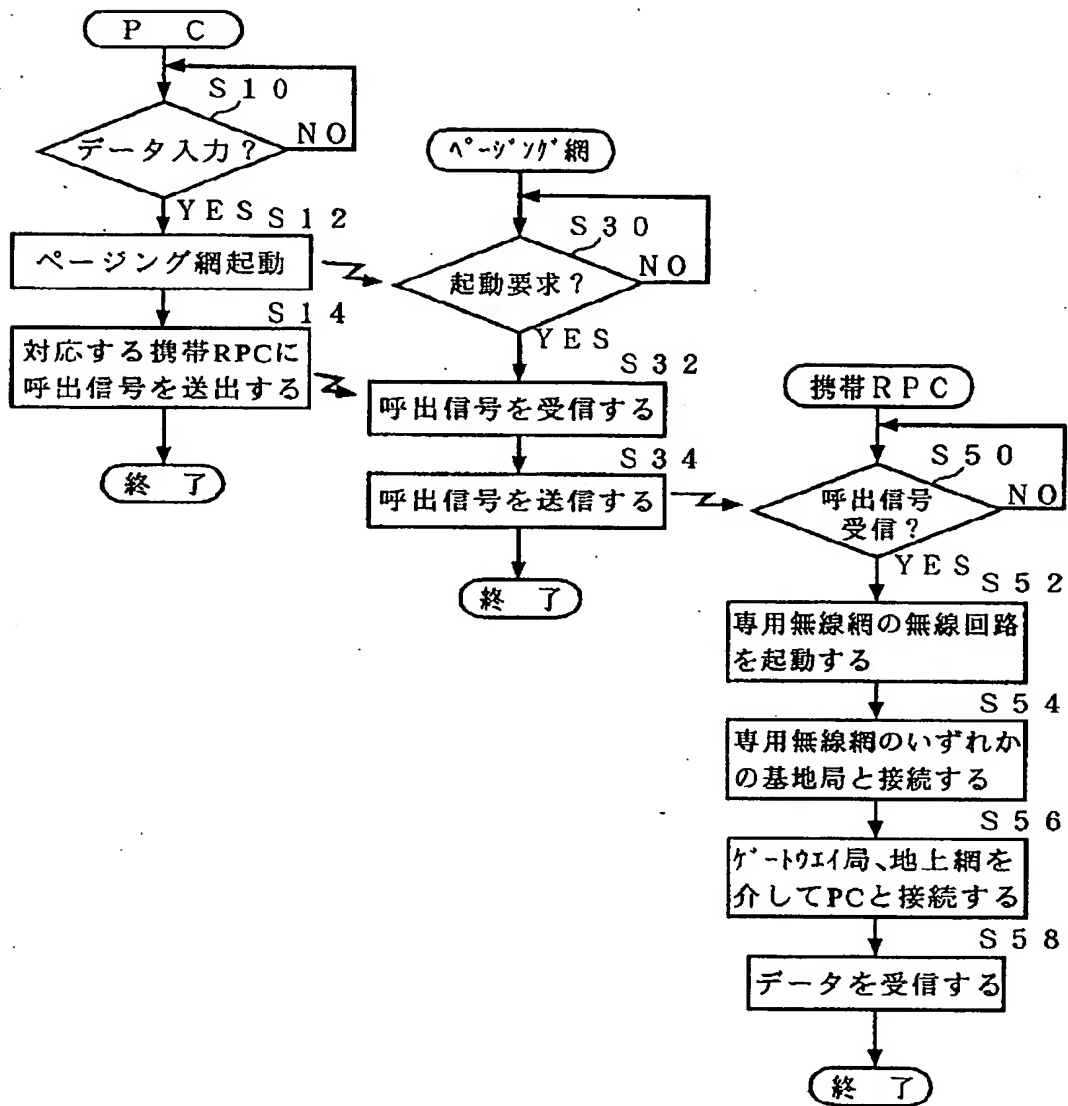 PC
S10
データ入力?
NO
YES
S12
ページング網起動
S14
対応する携帯RPCに
呼出信号を送出する
終了
ページング網
S30
起動要求?
NO
YES
S32
呼出信号を受信する
S34
呼出信号を送信する
終了
携帯RPC
S50
呼出信号
受信?
NO
YES
S52
専用無線網の無線回路
を起動する
S54
専用無線網のいずれか
の基地局と接続する
S56
ゲートウエイ局、地上網を
介してPCと接続する
S58
データを受信する
終了